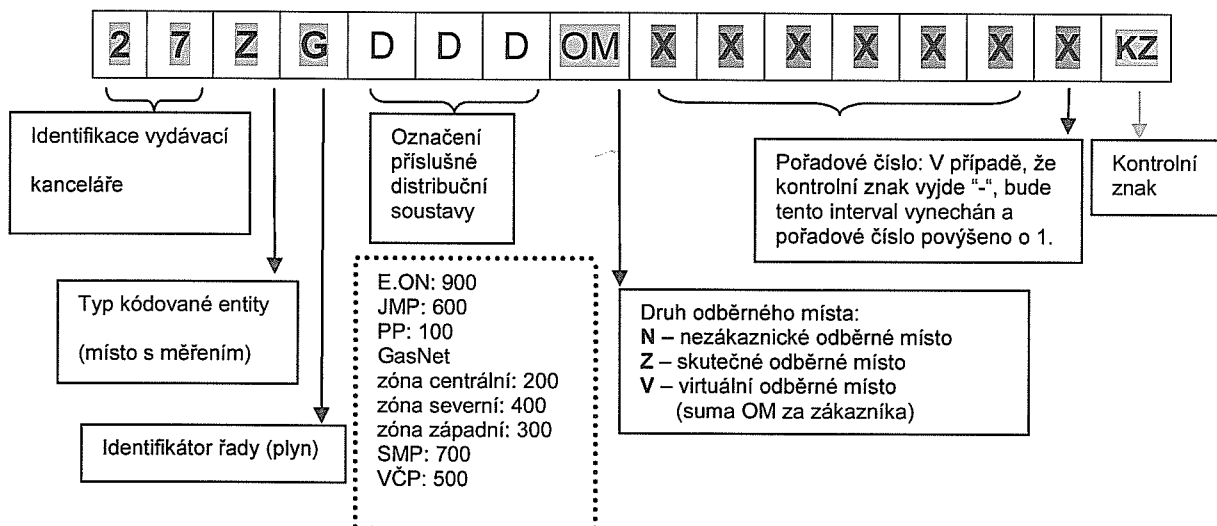 2 7 Z G D D D OM X X X X X X X KZ
Identifikace vydávací
kanceláře
Označení
příslušné
distribuční
soustavy
Pořadové číslo: V případě, že
kontrolní znak vyjde “-“, bude
tento interval vynechán a
pořadové číslo povýšeno o 1.
Kontrolní
znak
Typ kódované entity
(místo s měřením)
E.ON: 900
JMP: 600
PP: 100
GasNet
zóna centrální: 200
zóna severní: 400
zóna západní: 300
SMP: 700
VČP: 500
Druh odběrného místa:
N – nezákaznické odběrné místo
Z – skutečné odběrné místo
V – virtuální odběrné místo
(suma OM za zákazníka)
Identifikátor řady (plyn)